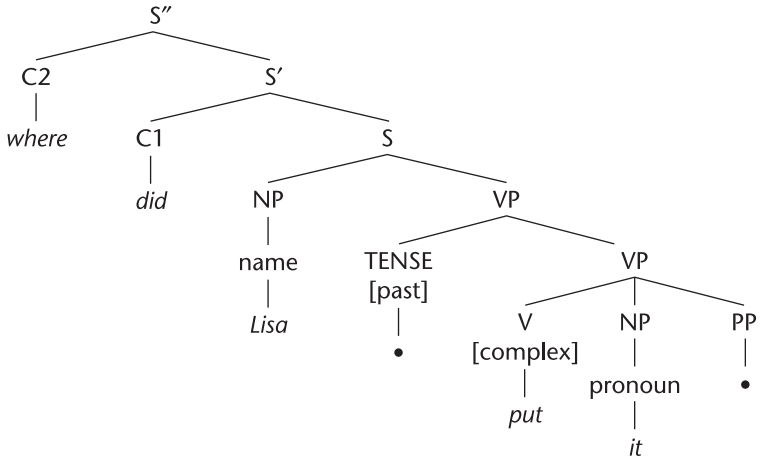 S″
C2 S′
where C1 S
did NP VP
name TENSE VP
[past]
Lisa V NP PP
• [complex]
pronoun •
put
it